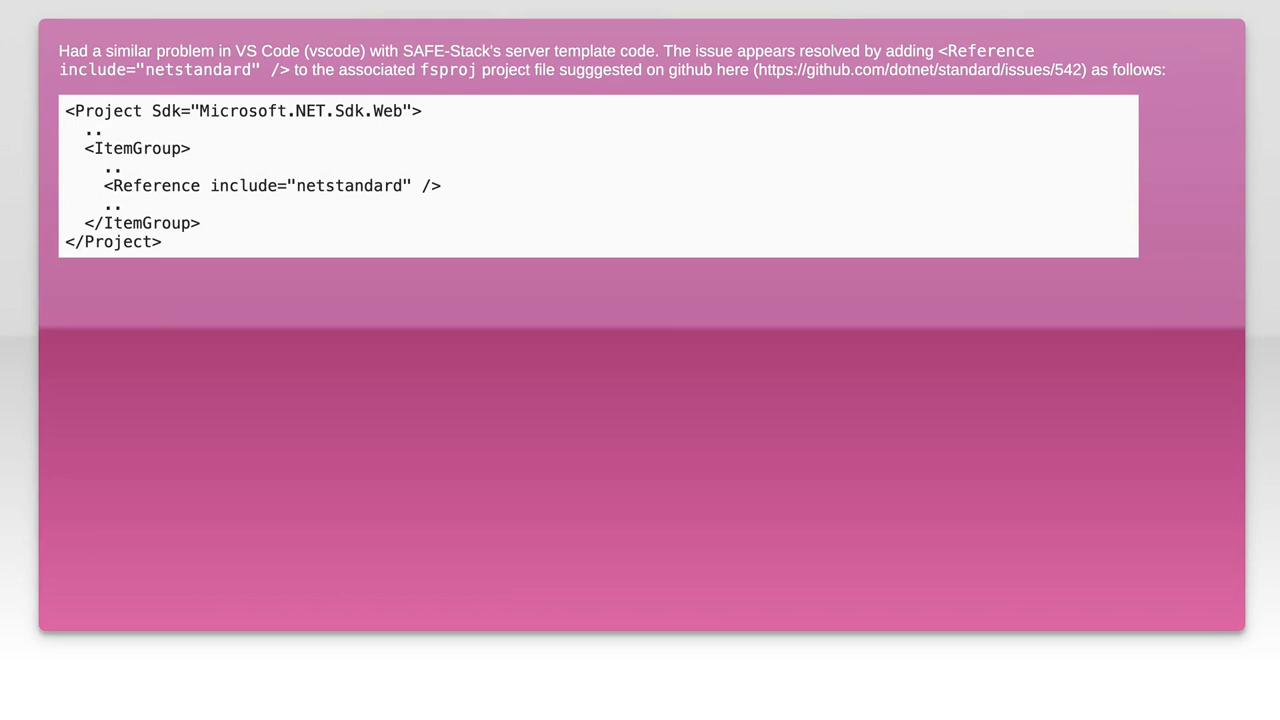 Had a similar problem in VS Code (vscode) with SAFE-Stack's server template code. The issue appears resolved by adding <Reference
include="netstandard" /> to the associated fsproj project file sugggested on github here (https://github.com/dotnet/standard/issues/542) as follows:
<Project Sdk="Microsoft.NET.Sdk.Web">
  ..
  <ItemGroup>
    ..
    <Reference include="netstandard" />
    ..
  </ItemGroup>
</Project>